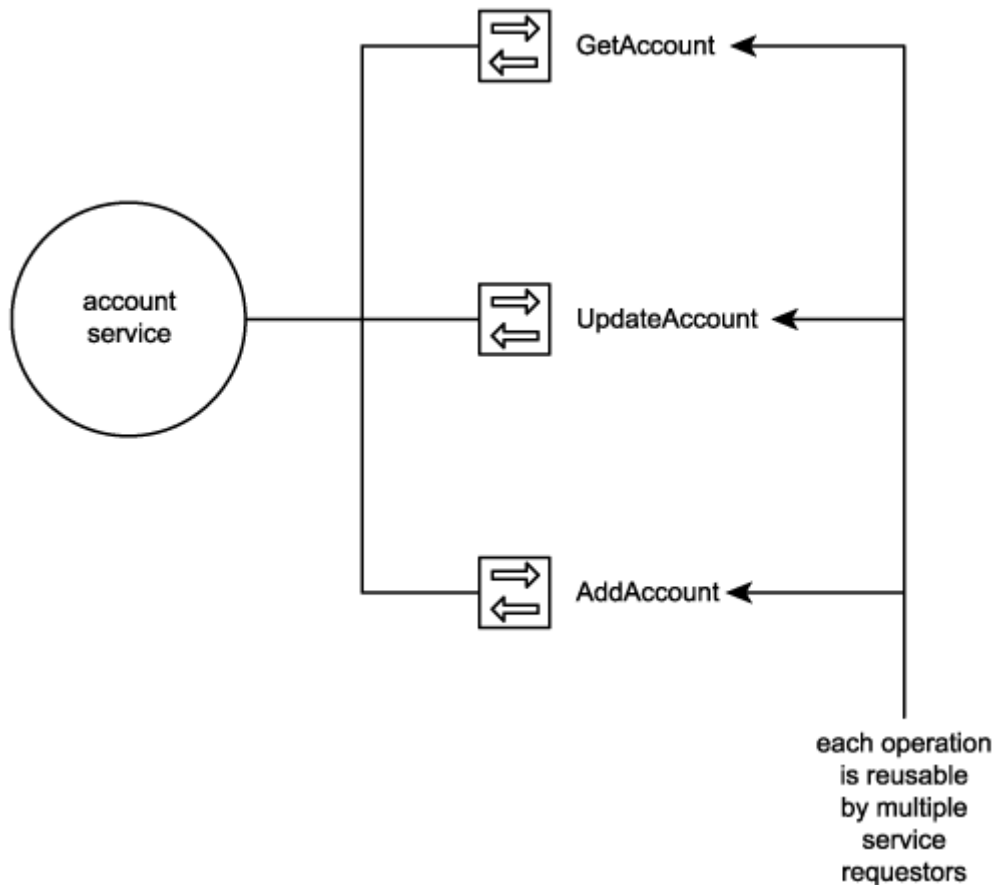 GetAccount
account
service
UpdateAccount
AddAccount
each operation
is reusable
by multiple
service
requestors